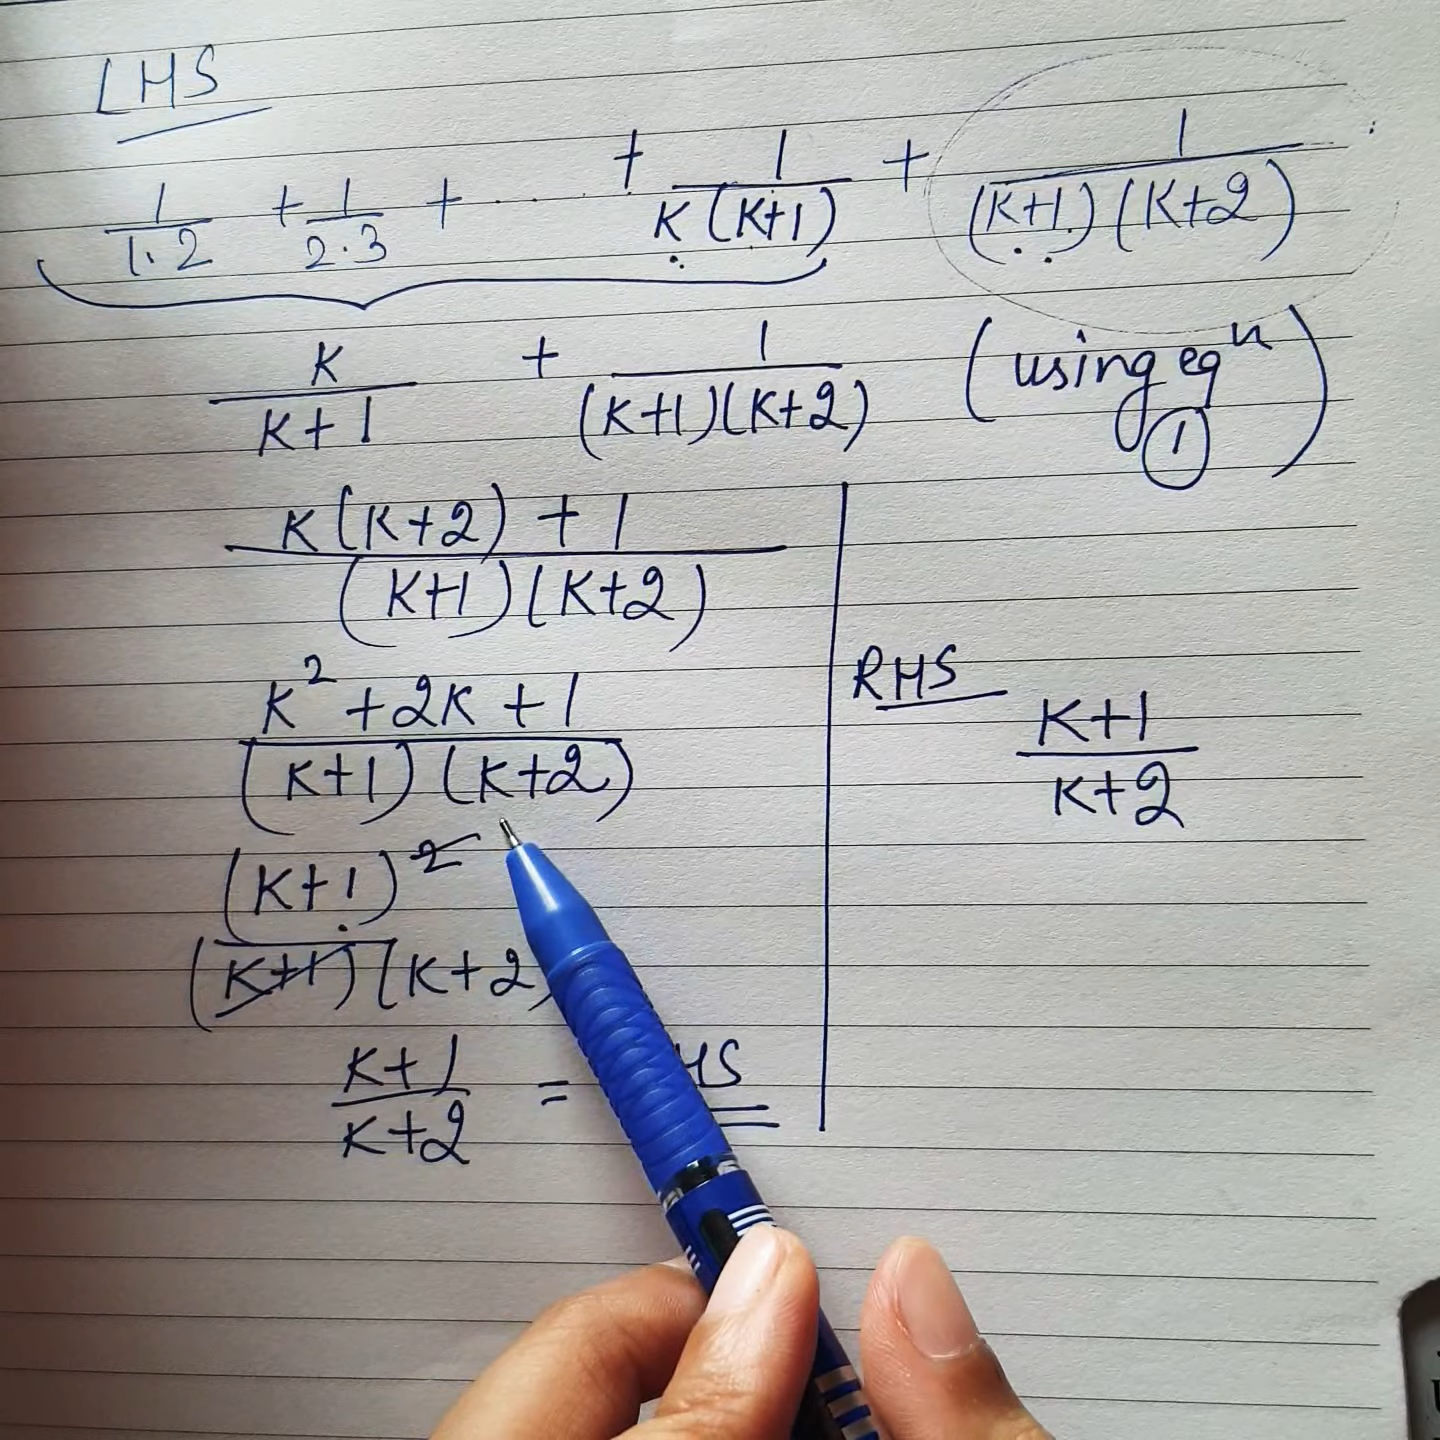 LHS
1/1.2 + 1/2.3 + ..... + 1/K(K+1) + 1/(K+1)(K+2)
K/K+1 + 1/(K+1)(K+2) (using eqⁿ ①)
K(K+2) + 1/(K+1)(K+2)
K² + 2K + 1/(K+1)(K+2)
(K+1)²/(K+1)(K+2
K+1/K+2 =
RHS
K+1/K+2